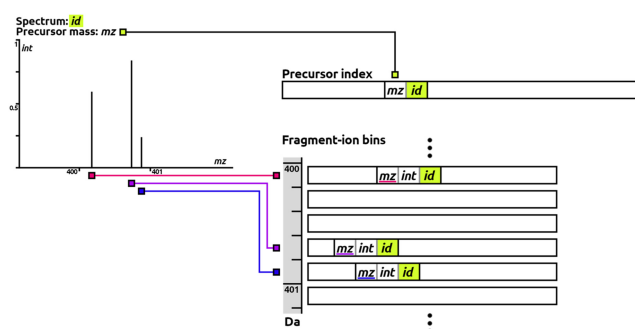 Spectrum: id
Precursor mass: mz
1
int
0.5
mz
400
401
Precursor index
mz id
Fragment-ion bins
400
mz int id
mz int id
mz int id
401
Da